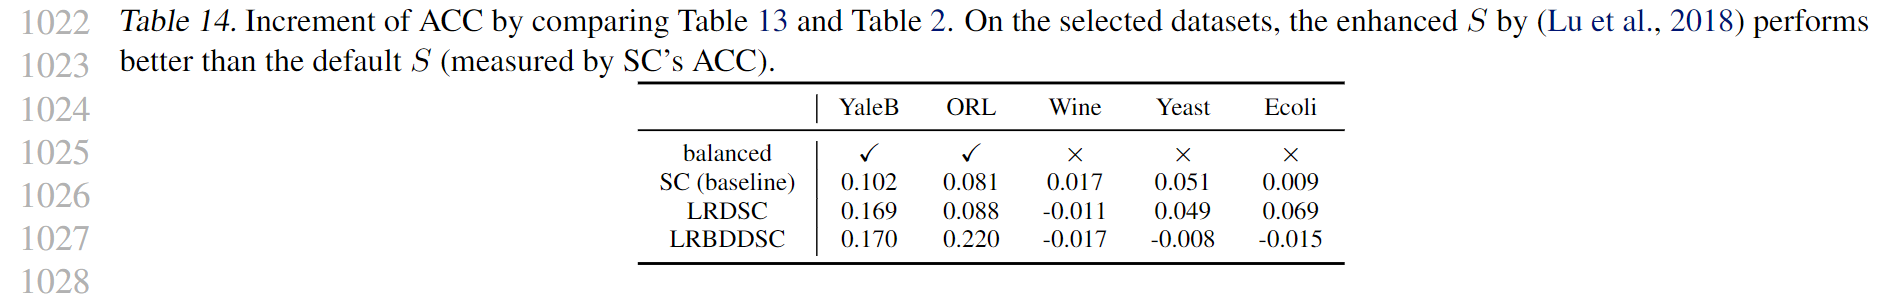 1022 Table 14. Increment of ACC by comparing Table 13 and Table 2. On the selected datasets, the enhanced S by (Lu et al., 2018) performs
1023 better than the default S (measured by SC's ACC).
1024 YaleB ORL Wine Yeast Ecoli
1025 balanced ✓ ✓ × × ×
1026 SC (baseline) 0.102 0.081 0.017 0.051 0.009
LRDSC 0.169 0.088 -0.011 0.049 0.069
1027 LRBDDSC 0.170 0.220 -0.017 -0.008 -0.015
1028